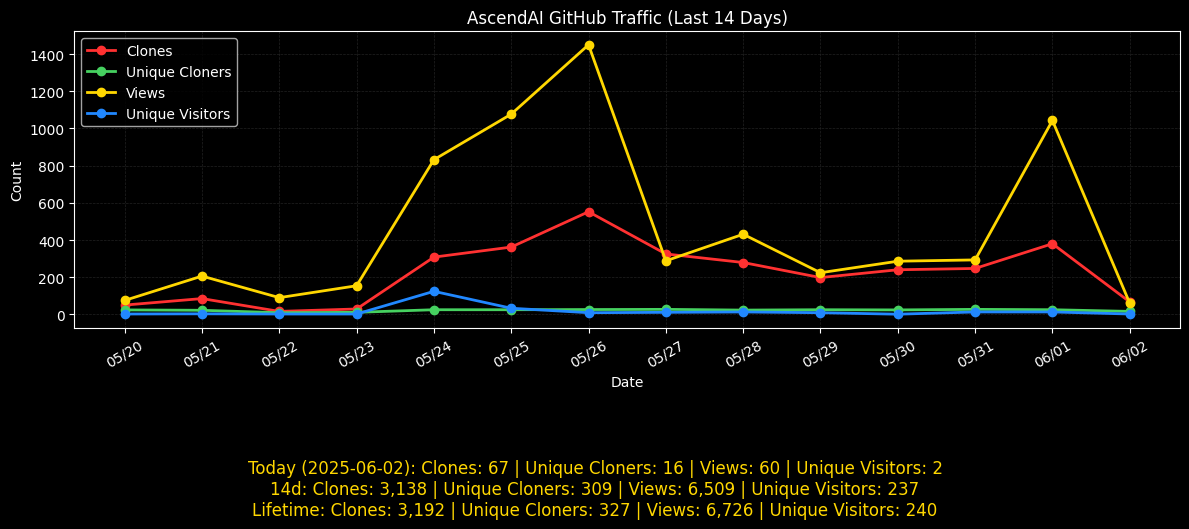 AscendAI GitHub Traffic (Last 14 Days)
Clones
Unique Cloners
Views
Unique Visitors
Count
1400
1200
1000
800
600
400
200
0
05/20 05/21 05/22 05/23 05/24 05/25 05/26 05/27 05/28 05/29 05/30 05/31 06/01 06/02
Date
Today (2025-06-02): Clones: 67 | Unique Cloners: 16 | Views: 60 | Unique Visitors: 2
14d: Clones: 3,138 | Unique Cloners: 309 | Views: 6,509 | Unique Visitors: 237
Lifetime: Clones: 3,192 | Unique Cloners: 327 | Views: 6,726 | Unique Visitors: 240